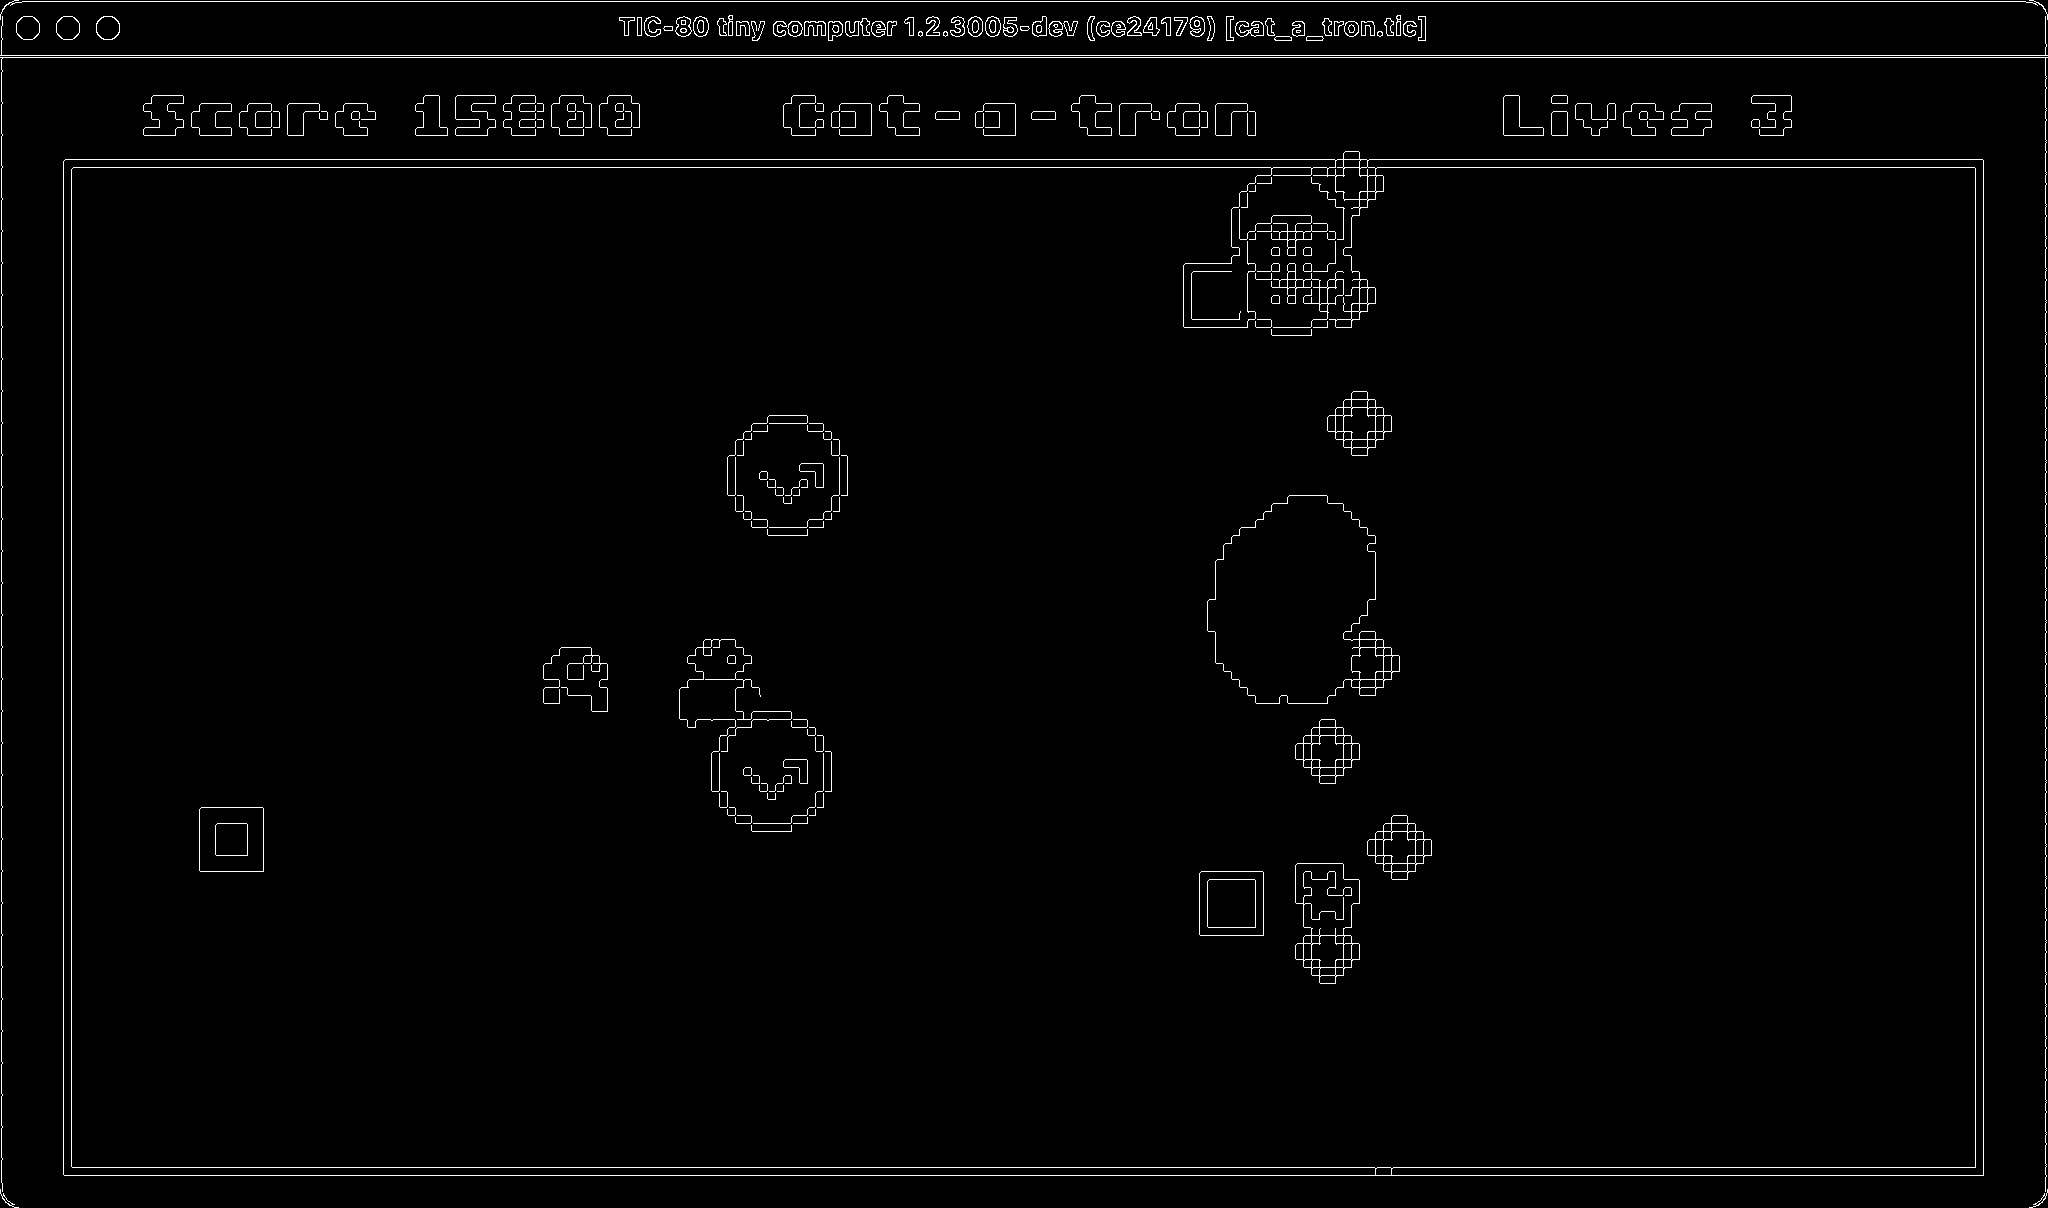 TIC-80 tiny computer 1.2.3005-dev (ce24179) [cat_a_tron.tic]
Score 15800 Cat-a-tron Lives 3